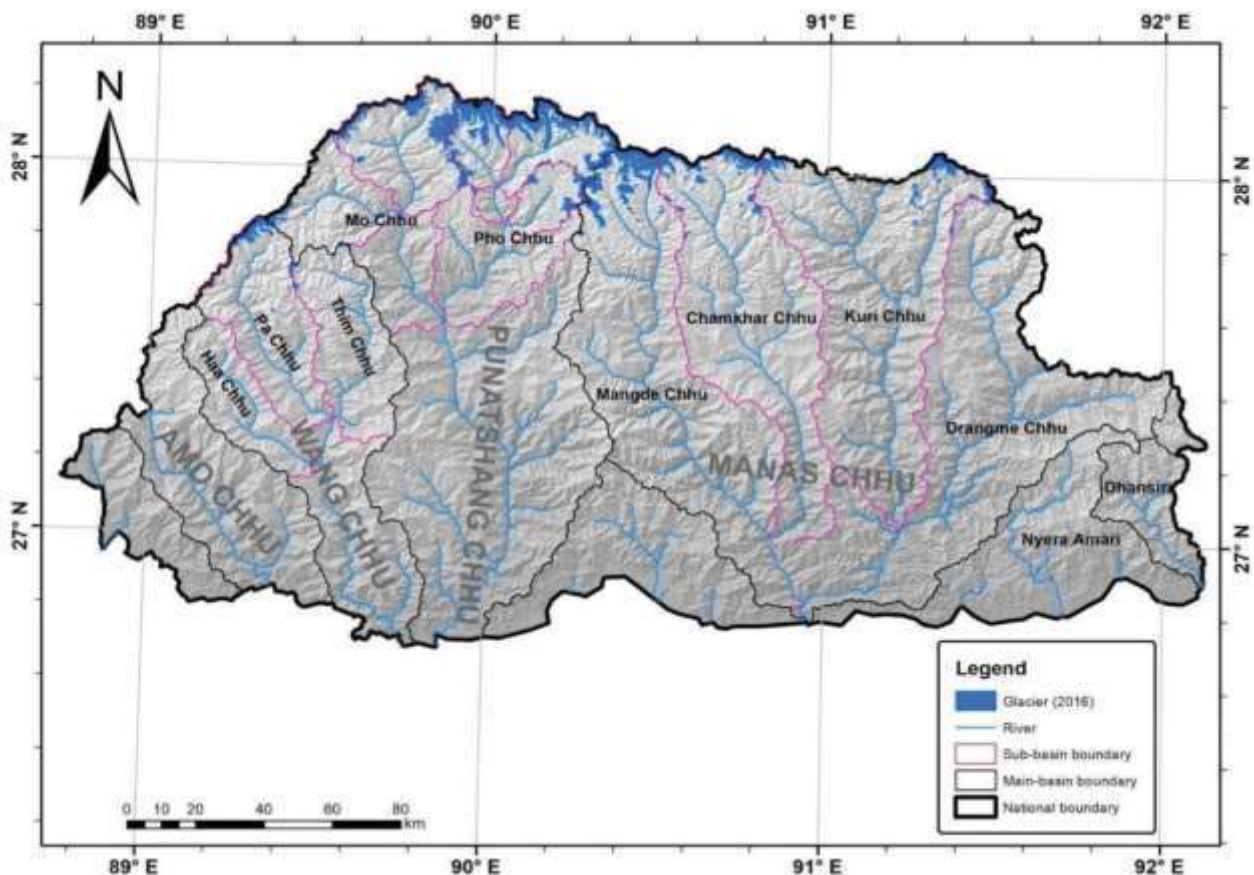 89° E
90° E
91° E
92° E
N
28° N
28° N
Mo Chhu
Pho Chhu
Thim Chhu
Pa Chhu
Haa Chhu
Chamkhar Chhu
Kuri Chhu
Mangde Chhu
Drangme Chhu
PUNATSHANG CHHU
WANG CHHU
AMO CHHU
MANAS CHHU
Dhansiri
Nyera Amari
27° N
27° N
Legend
Glacier (2016)
River
Sub-basin boundary
Main-basin boundary
National boundary
0 10 20 40 60 80
km
89° E
90° E
91° E
92° E